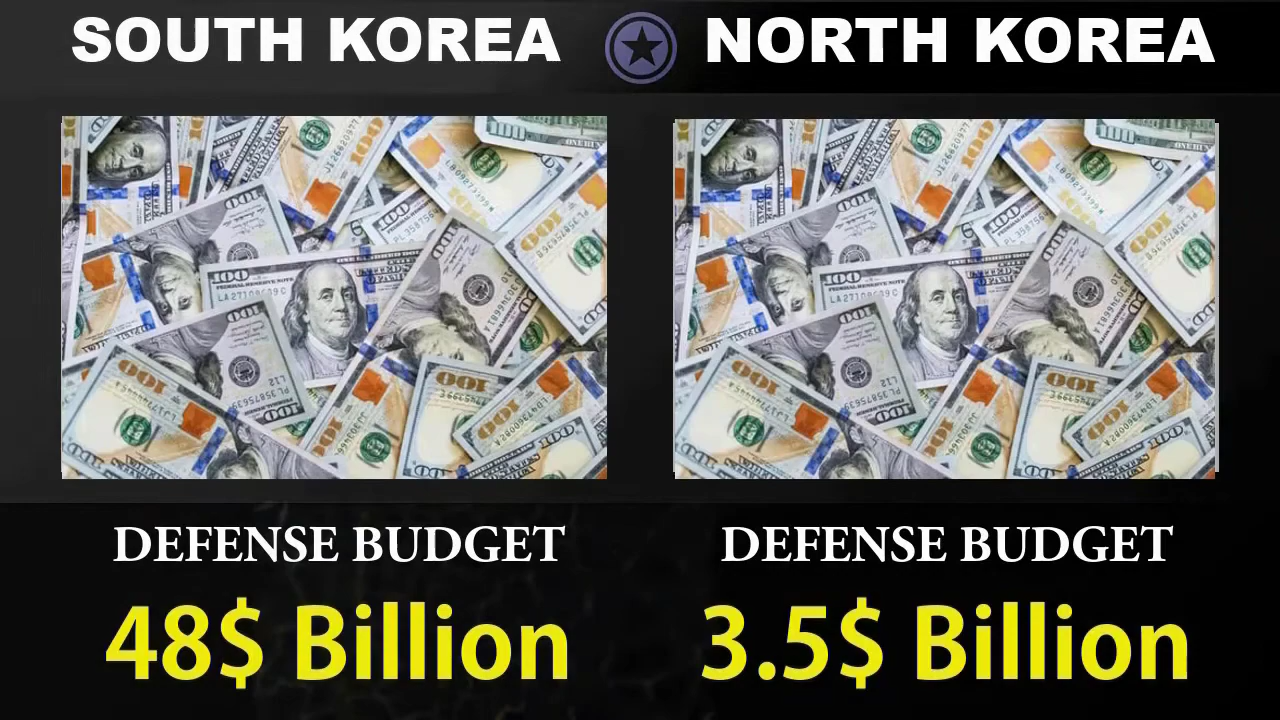 SOUTH KOREA
NORTH KOREA
DEFENSE BUDGET
DEFENSE BUDGET
48$ Billion
3.5$ Billion